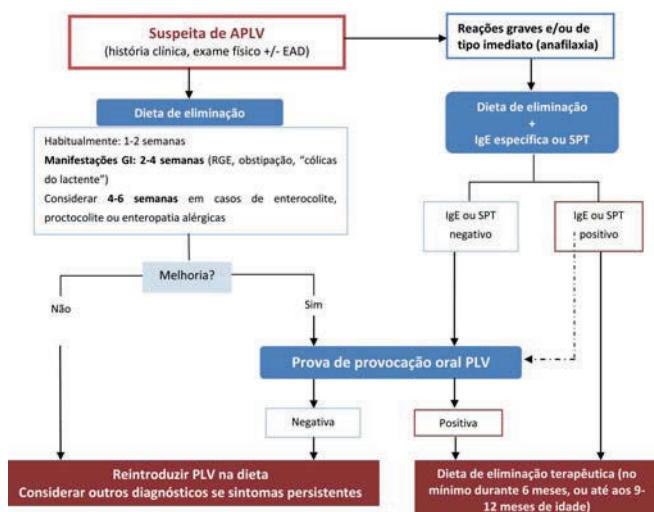 Suspeita de APLV
(história clínica, exame físico +/- EAD)
Reações graves e/ou de
tipo imediato (anafilaxia)
Dieta de eliminação
Habitualmente: 1-2 semanas
Manifestações GI: 2-4 semanas (RGE, obstipação, “cólicas
do lactente”)
Considerar 4-6 semanas em casos de enterocolite,
proctocolite ou enteropatia alérgicas
Dieta de eliminação
+
IgE específica ou SPT
IgE ou SPT
negativo
IgE ou SPT
positivo
Melhoria?
Não
Sim
Prova de provocação oral PLV
Negativa
Positiva
Reintroduzir PLV na dieta
Considerar outros diagnósticos se sintomas persistentes
Dieta de eliminação terapêutica (no
mínimo durante 6 meses, ou até aos 9-
12 meses de idade)